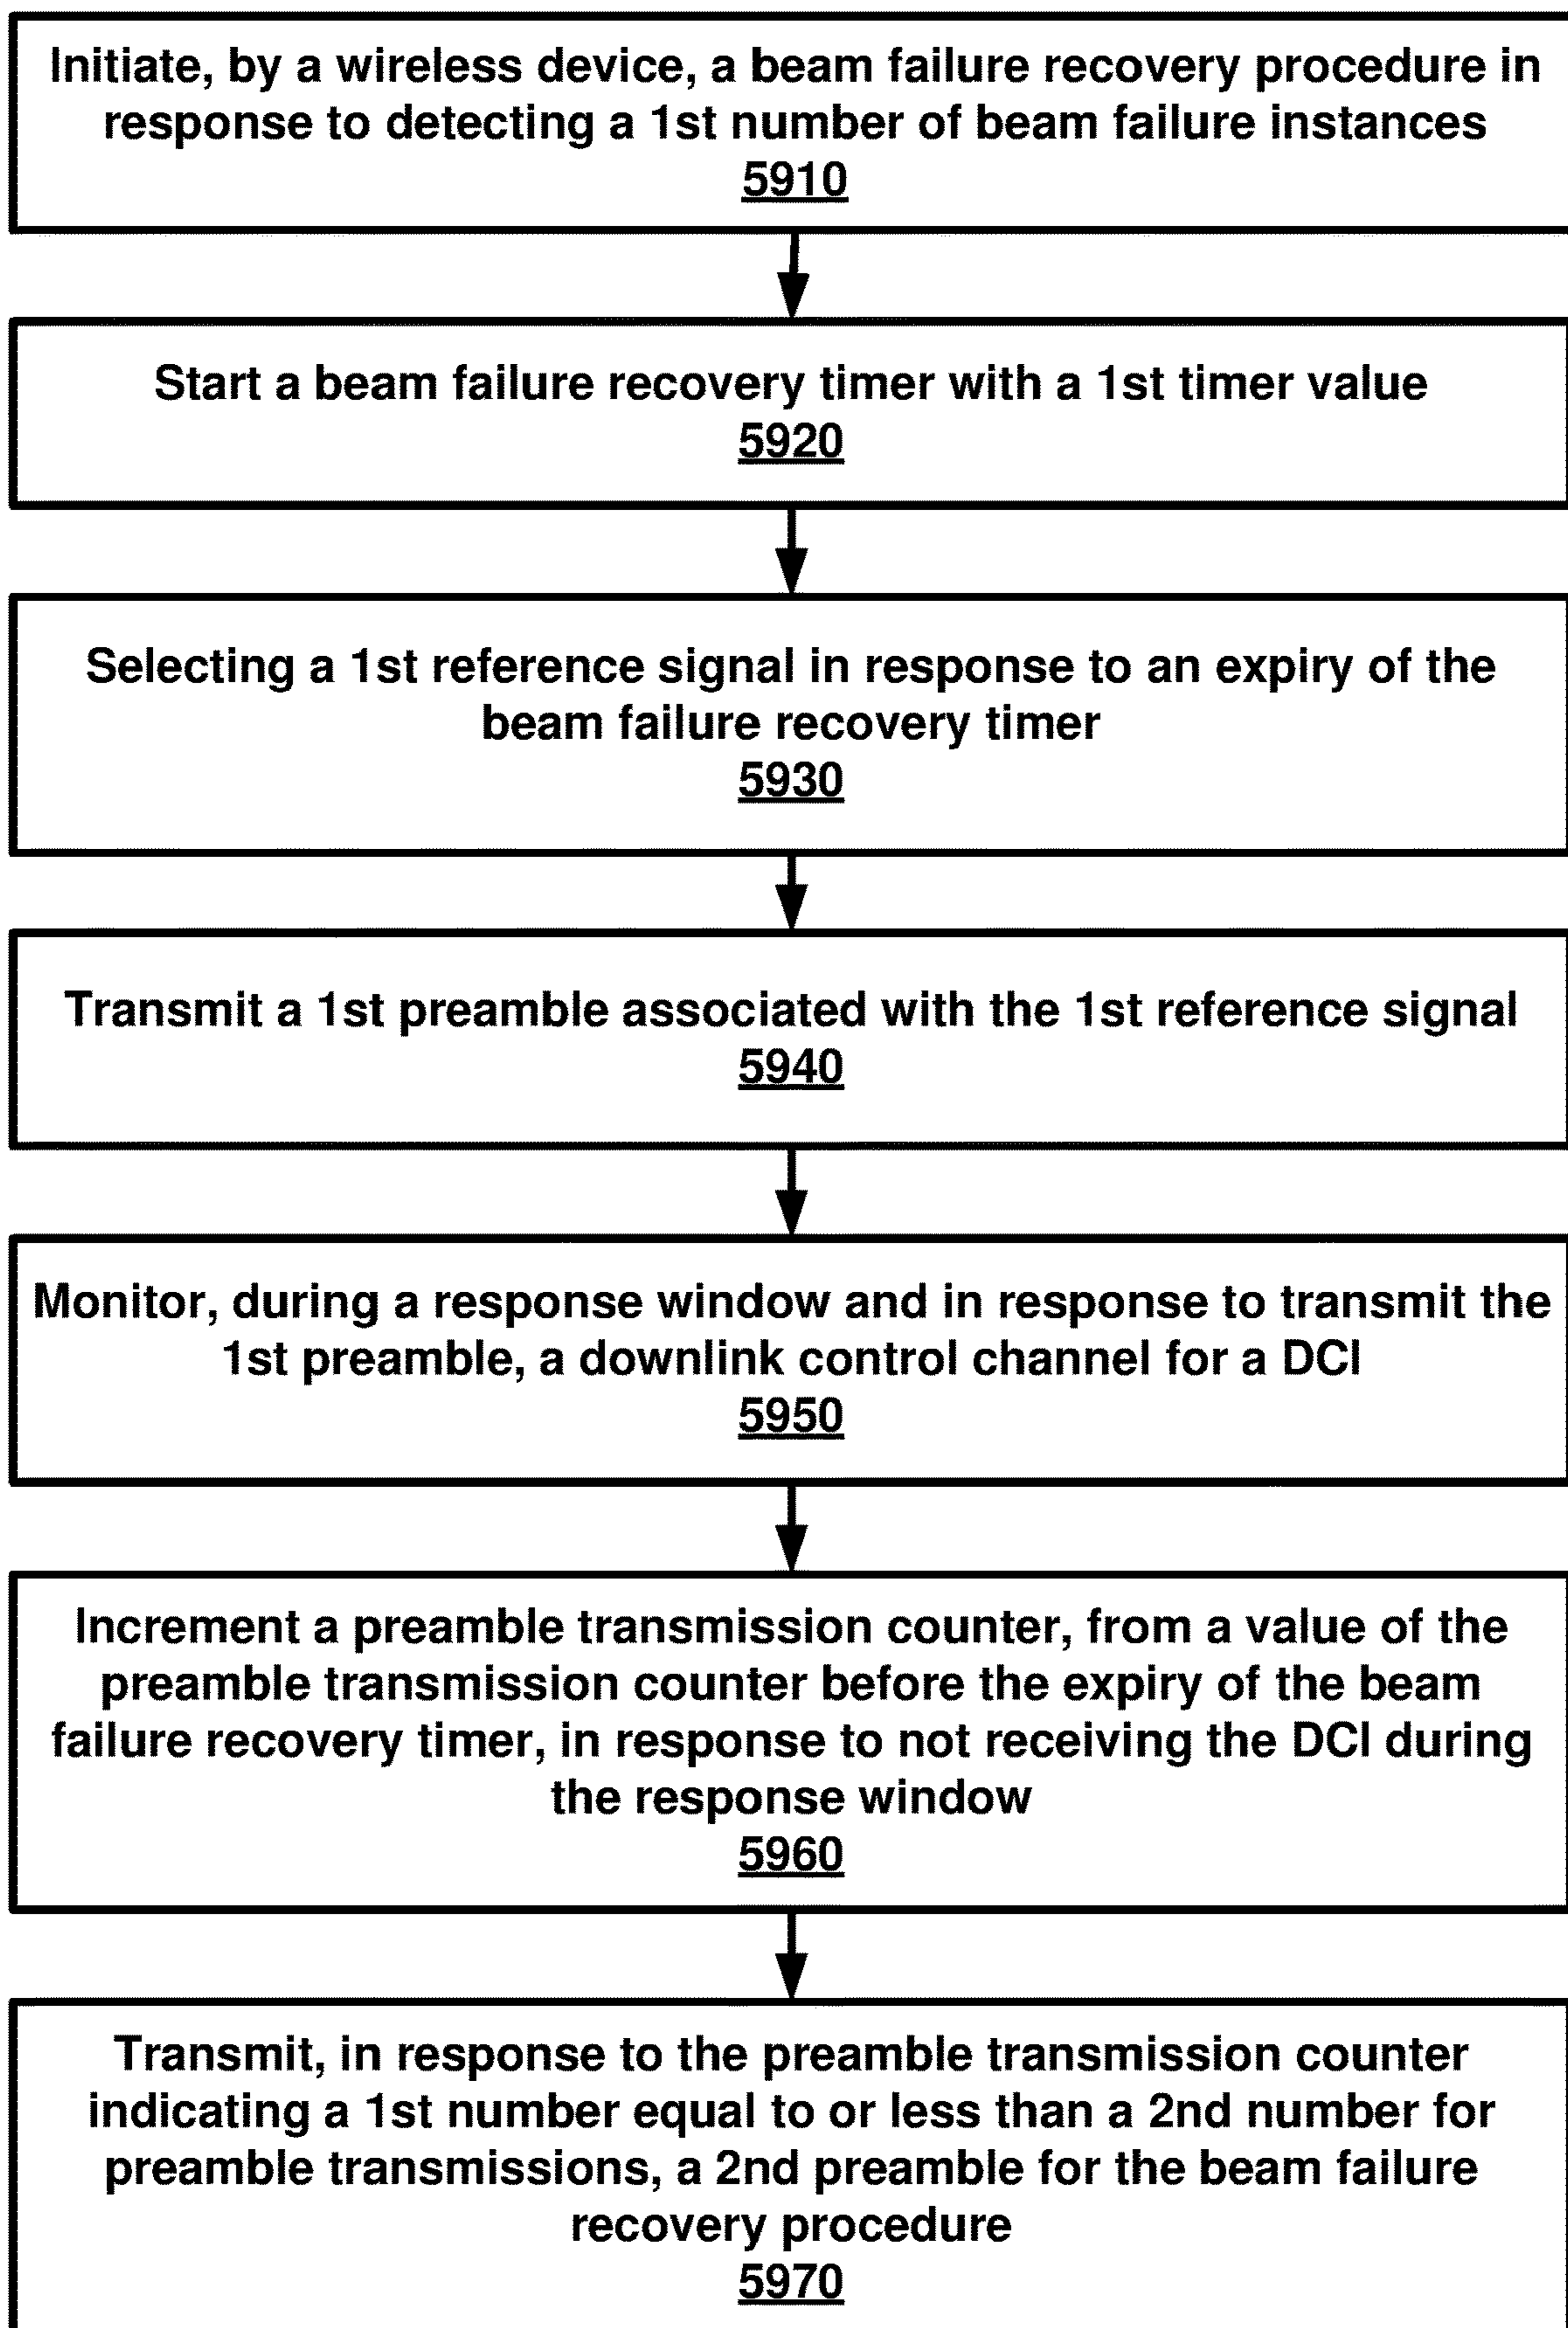 Initiate, by a wireless device, a beam failure recovery procedure in
response to detecting a 1st number of beam failure instances
5910
Start a beam failure recovery timer with a 1st timer value
5920
Selecting a 1st reference signal in response to an expiry of the
beam failure recovery timer
5930
Transmit a 1st preamble associated with the 1st reference signal
5940
Monitor, during a response window and in response to transmit the
1st preamble, a downlink control channel for a DCI
5950
Increment a preamble transmission counter, from a value of the
preamble transmission counter before the expiry of the beam
failure recovery timer, in response to not receiving the DCI during
the response window
5960
Transmit, in response to the preamble transmission counter
indicating a 1st number equal to or less than a 2nd number for
preamble transmissions, a 2nd preamble for the beam failure
recovery procedure
5970